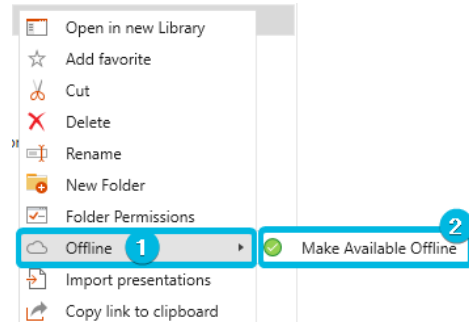 Open in new Library
Add favorite
Cut
Delete
Rename
New Folder
Folder Permissions
Offline 1
2
Make Available Offline
Import presentations
Copy link to clipboard